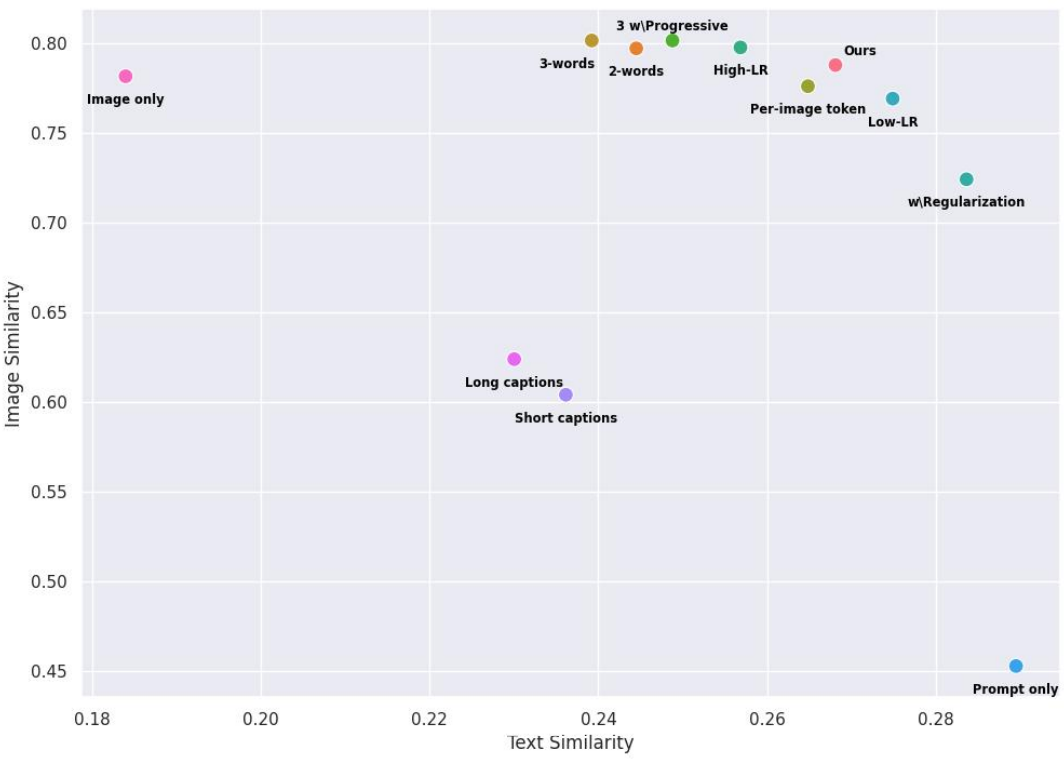 0.80
0.75
0.70
0.65
0.60
0.55
0.50
0.45
Image Similarity
3 w\Progressive
3-words
2-words
High-LR
Ours
Image only
Per-image token
Low-LR
w\Regularization
Long captions
Short captions
Prompt only
0.18
0.20
0.22
0.24
0.26
0.28
Text Similarity